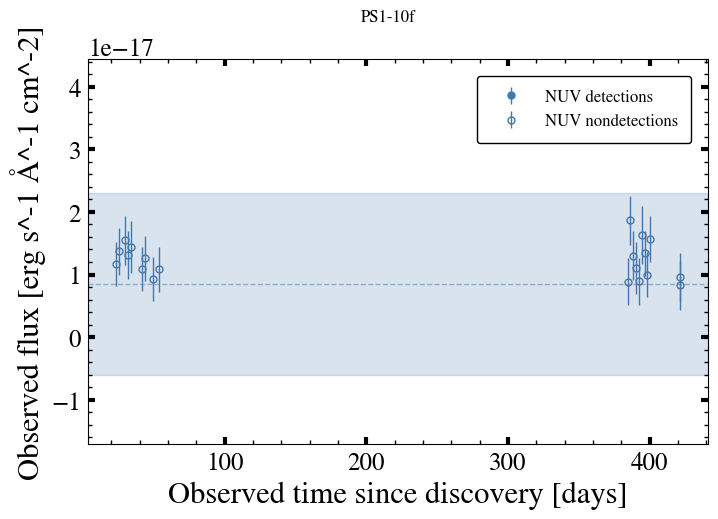 PS1-10f
1e−17
Observed flux [erg s^-1 Å^-1 cm^-2]
4
3
2
1
0
−1
NUV detections
NUV nondetections
100
200
300
400
Observed time since discovery [days]